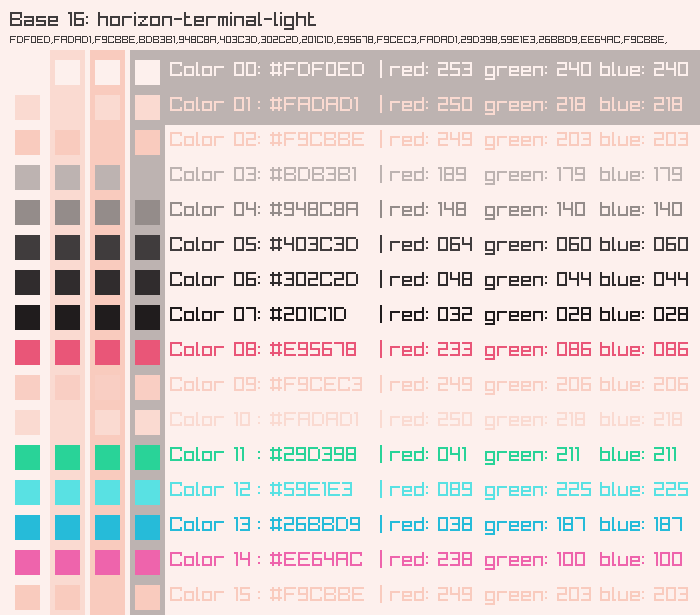 Base 16: horizon-terminal-light
FDF0ED,FADAD1,F9CBBE,BDB3B1,948C8A,403C3D,302C2D,201C1D,E95678,F9CEC3,FADAD1,29D398,59E1E3,26BBD9,EE64AC,F9CBBE,
Color 00: #FDF0ED | red: 253 green: 240 blue: 240
Color 01: #FADAD1 | red: 250 green: 218 blue: 218
Color 02: #F9CBBE | red: 249 green: 203 blue: 203
Color 03: #BDB3B1 | red: 189 green: 179 blue: 179
Color 04: #948C8A | red: 148 green: 140 blue: 140
Color 05: #403C3D | red: 064 green: 060 blue: 060
Color 06: #302C2D | red: 048 green: 044 blue: 044
Color 07: #201C1D | red: 032 green: 028 blue: 028
Color 08: #E95678 | red: 233 green: 086 blue: 086
Color 09: #F9CEC3 | red: 249 green: 206 blue: 206
Color 10 : #FADAD1 | red: 250 green: 218 blue: 218
Color 11 : #29D398 | red: 041 green: 211 blue: 211
Color 12 : #59E1E3 | red: 089 green: 225 blue: 225
Color 13 : #26BBD9 | red: 038 green: 187 blue: 187
Color 14 : #EE64AC | red: 238 green: 100 blue: 100
Color 15 : #F9CBBE | red: 249 green: 203 blue: 203